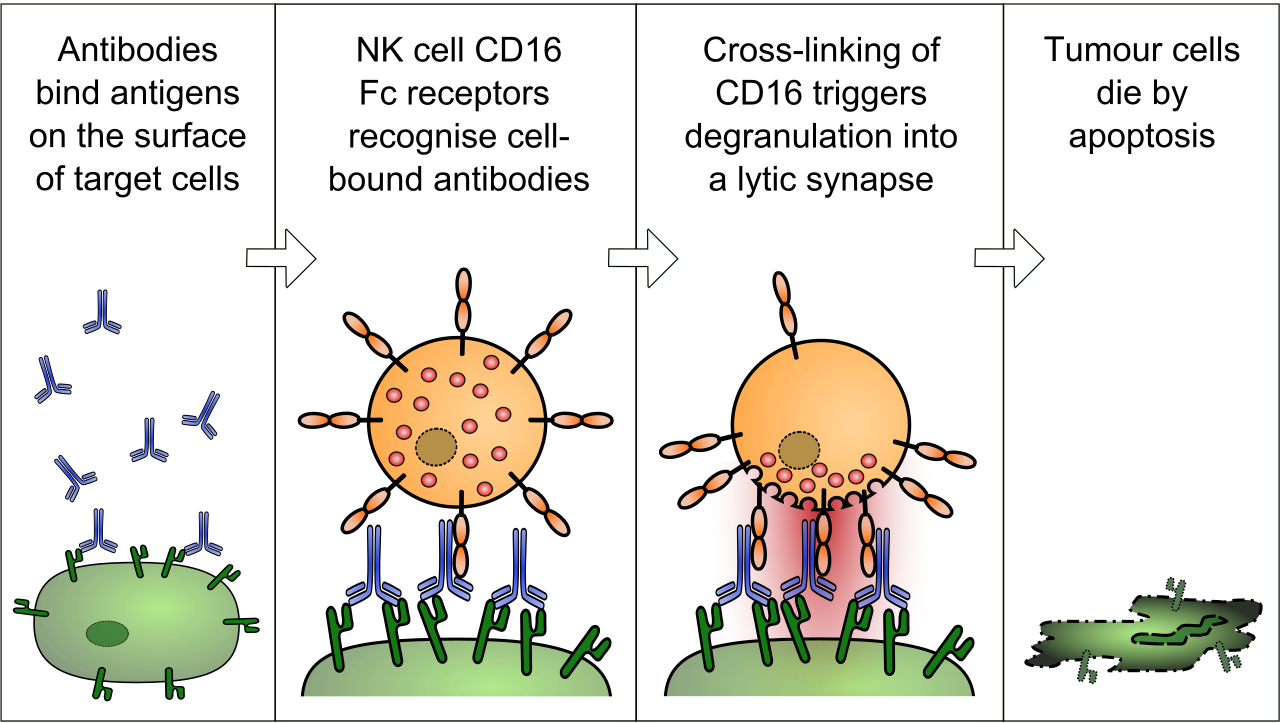 Antibodies
bind antigens
on the surface
of target cells
NK cell CD16
Fc receptors
recognise cell-
bound antibodies
Cross-linking of
CD16 triggers
degranulation into
a lytic synapse
Tumour cells
die by
apoptosis